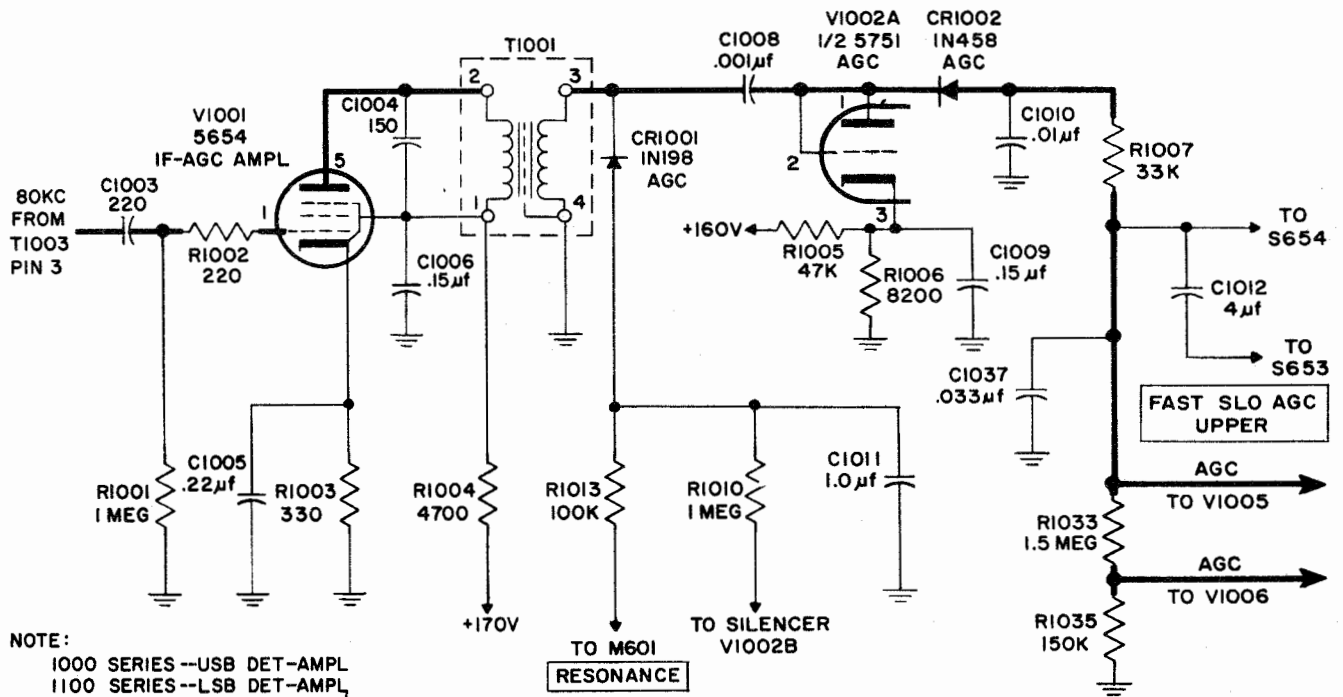 V1001
5654
IF-AGC AMPL
5
1
80KC
FROM
T1003
PIN 3
C1003
220
R1002
220
R1001
1 MEG
C1005
.22µf
R1003
330
C1004
150
C1006
.15µf
T1001
2
3
1
4
R1004
4700
+170V
CR1001
IN198
AGC
R1013
100K
TO M601
RESONANCE
R1010
1 MEG
TO SILENCER
V1002B
C1011
1.0µf
C1008
.001µf
V1002A
1/2 5751
AGC
1
2
3
CR1002
IN458
AGC
+160V
R1005
47K
R1006
8200
C1009
.15µf
C1010
.01µf
R1007
33K
TO
S654
C1012
4µf
TO
S653
FAST SLO AGC
UPPER
C1037
.033µf
AGC
TO V1005
R1033
1.5 MEG
AGC
TO V1006
R1035
150K
NOTE:
1000 SERIES--USB DET-AMPL
1100 SERIES--LSB DET-AMPL